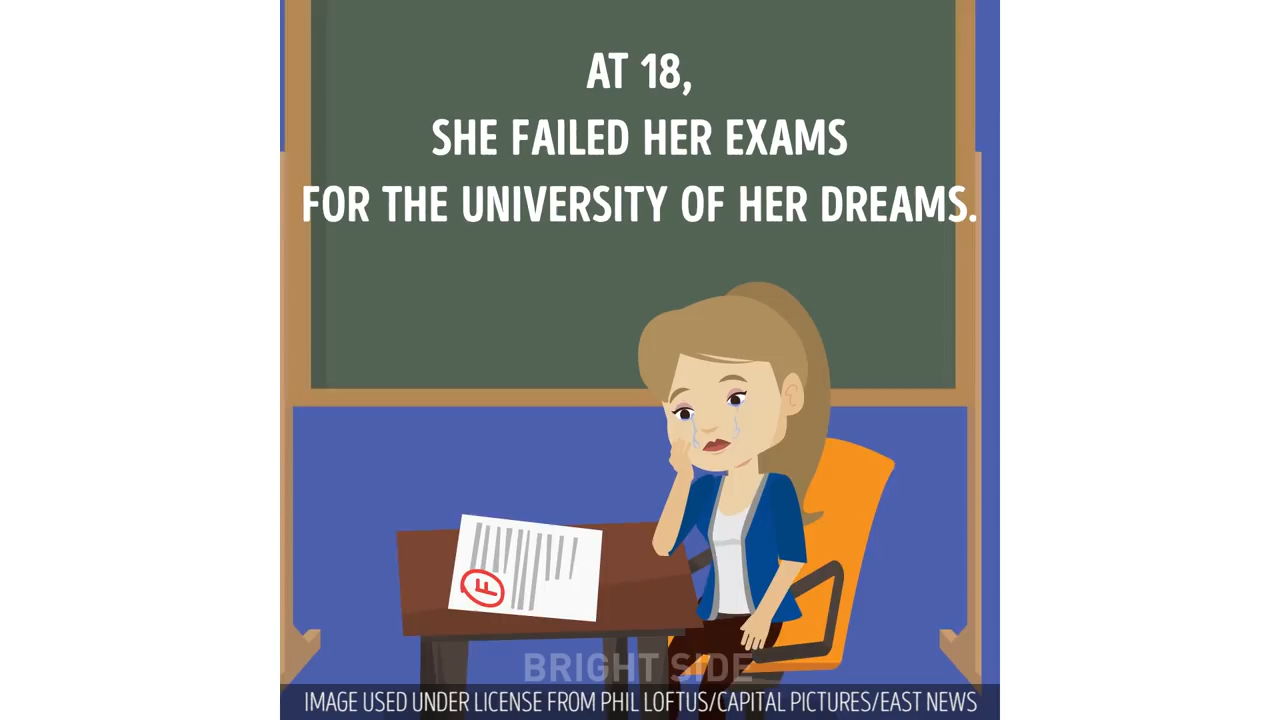 AT 18,
SHE FAILED HER EXAMS
FOR THE UNIVERSITY OF HER DREAMS.
F
BRIGHT SIDE
IMAGE USED UNDER LICENSE FROM PHIL LOFTUS/CAPITAL PICTURES/EAST NEWS